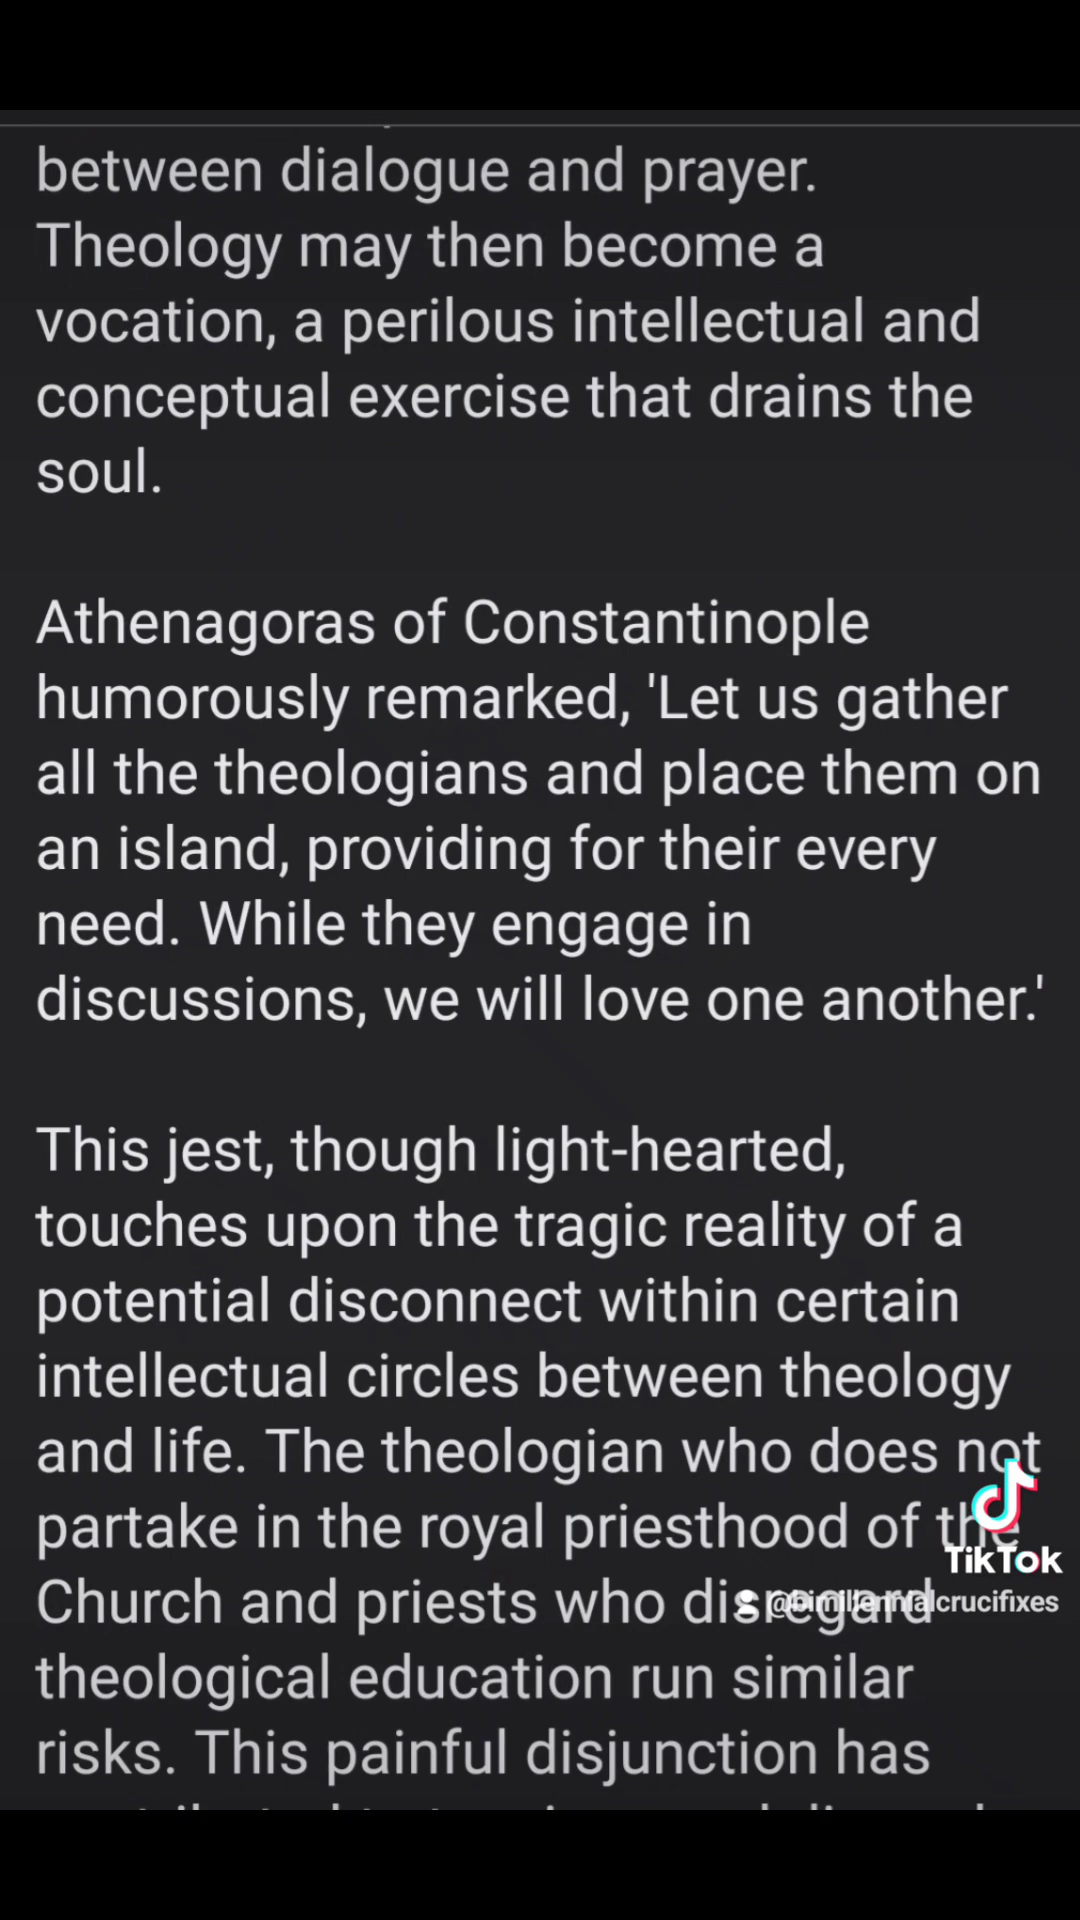 between dialogue and prayer.
Theology may then become a
vocation, a perilous intellectual and
conceptual exercise that drains the
soul.
Athenagoras of Constantinople
humorously remarked, 'Let us gather
all the theologians and place them on
an island, providing for their every
need. While they engage in
discussions, we will love one another.'
This jest, though light-hearted,
touches upon the tragic reality of a
potential disconnect within certain
intellectual circles between theology
and life. The theologian who does not
partake in the royal priesthood of the
Church and priests who disregard
theological education run similar
risks. This painful disjunction has
TikTok
@bimillennialcrucifixes